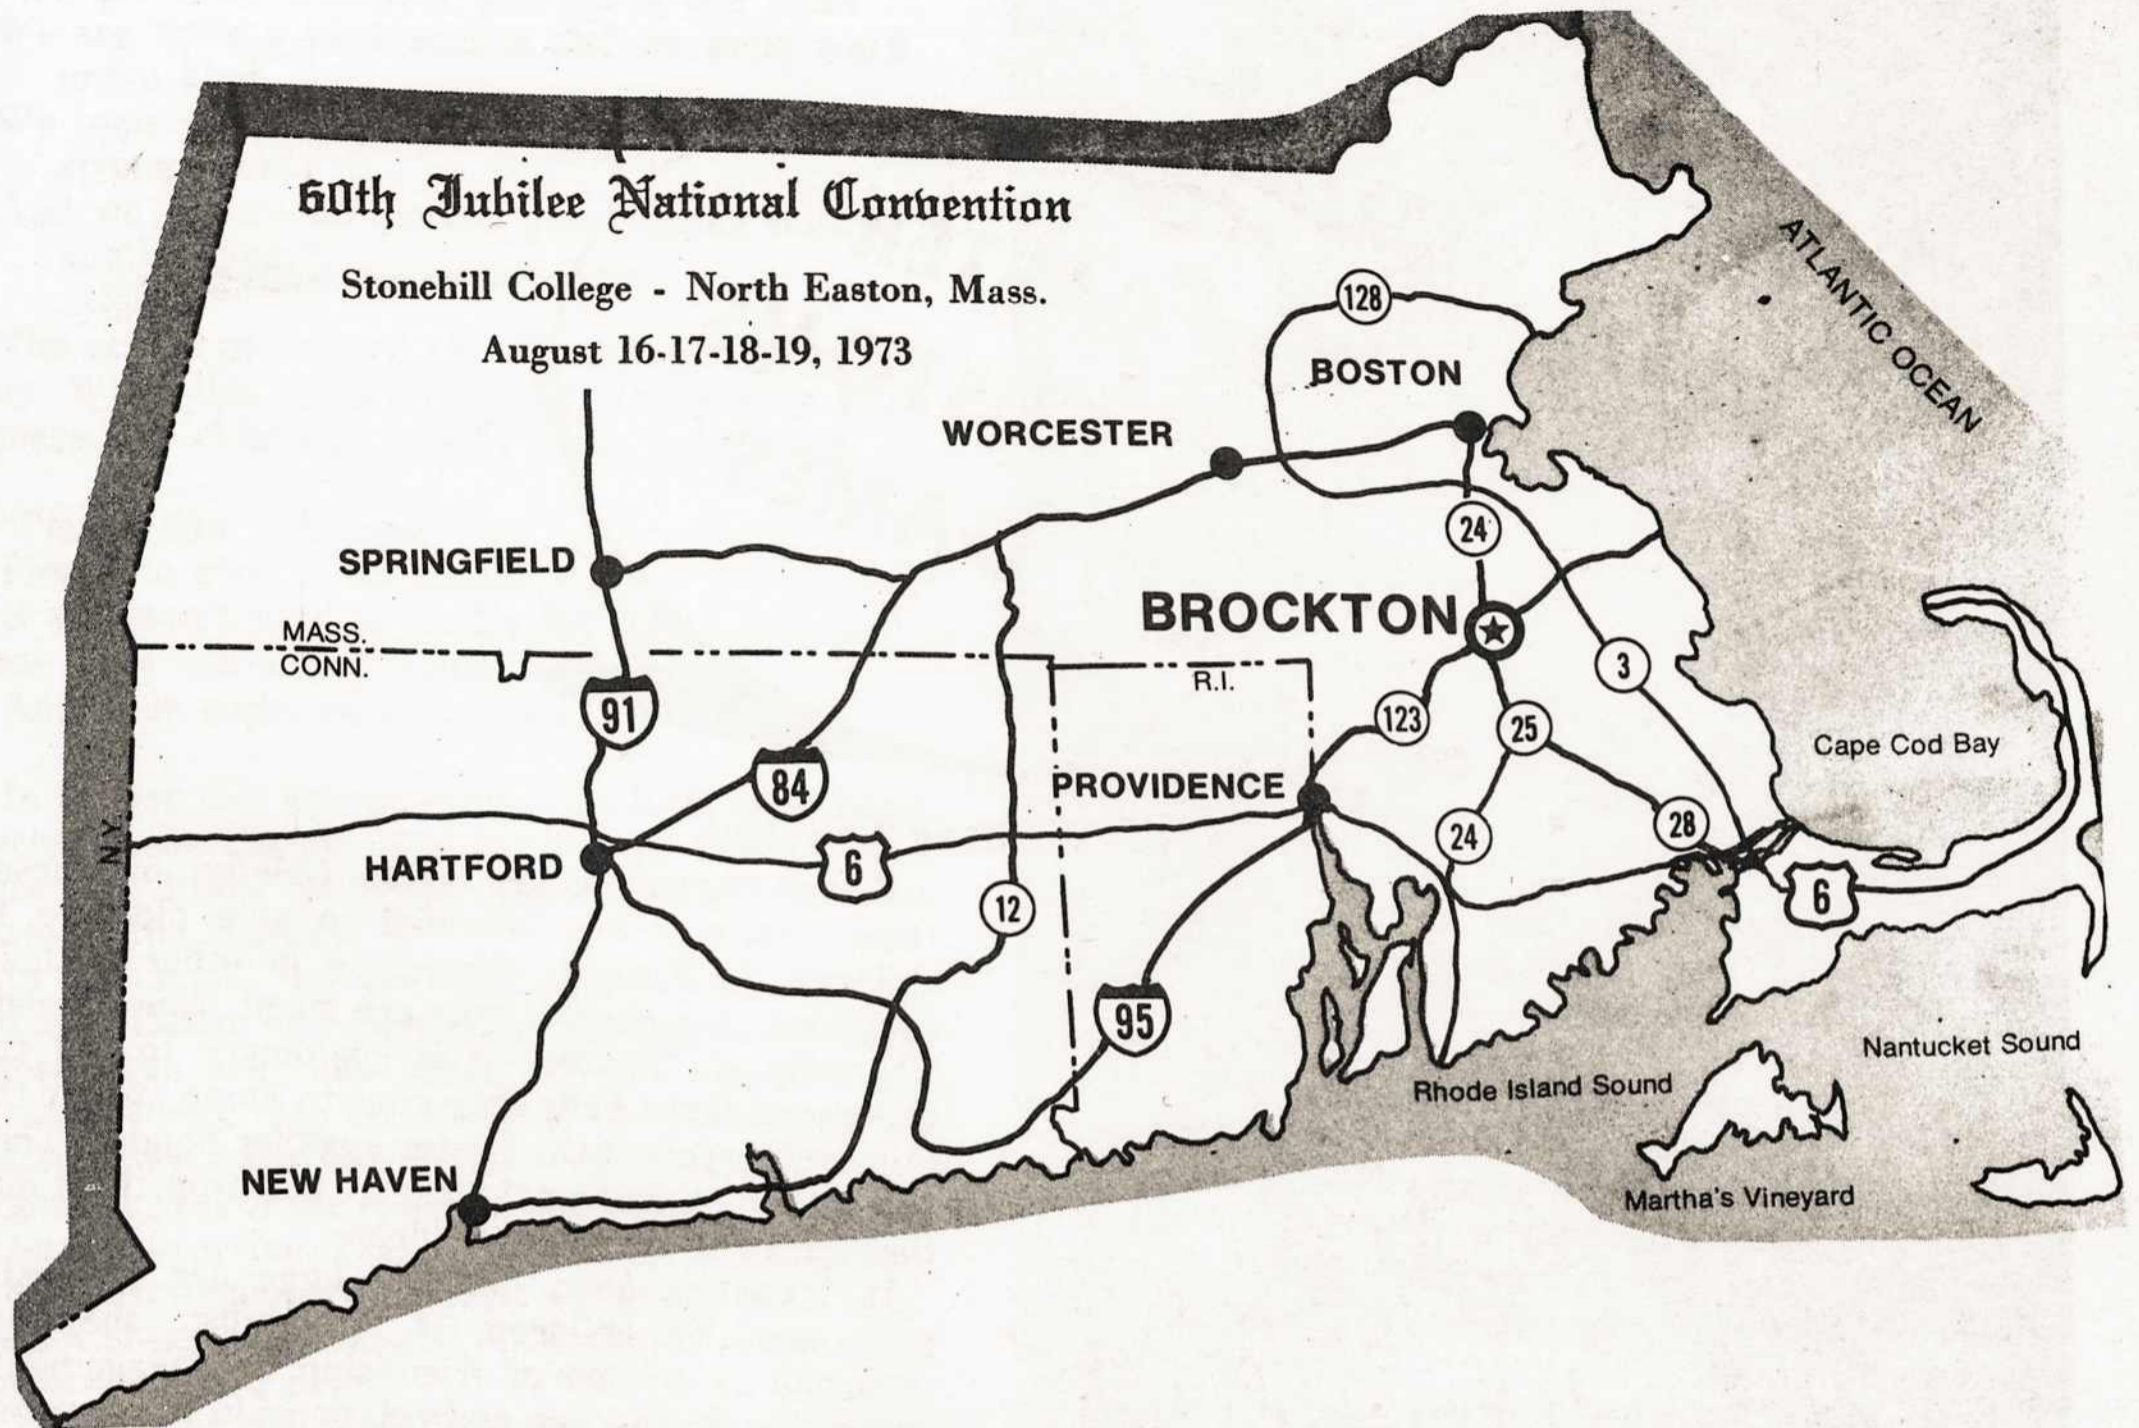 60th Jubilee National Convention
Stonehill College - North Easton, Mass.
August 16-17-18-19, 1973
ATLANTIC OCEAN
128
BOSTON
WORCESTER
24
SPRINGFIELD
BROCKTON
MASS.
CONN.
3
R.I.
91
123
25
Cape Cod Bay
84
PROVIDENCE
N.Y.
24
28
HARTFORD
6
6
12
95
Nantucket Sound
Rhode Island Sound
NEW HAVEN
Martha's Vineyard